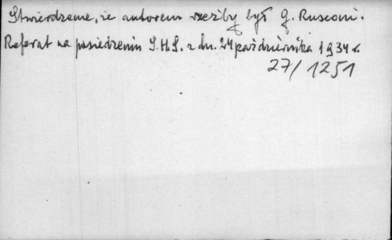 Stwierdzenie, że autorem rzeźby był G. Rusconi.
Referat na posiedzeniu S.H.S. z dn. 24 października 1934 r.
27/1251